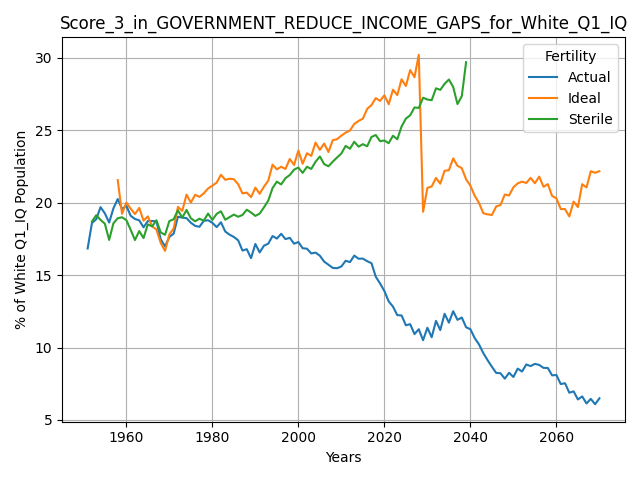 Score_3_in_GOVERNMENT_REDUCE_INCOME_GAPS_for_White_Q1_IQ
% of White Q1_IQ Population
30
25
20
15
10
5
Fertility
Actual
Ideal
Sterile
1960
1980
2000
2020
2040
2060
Years